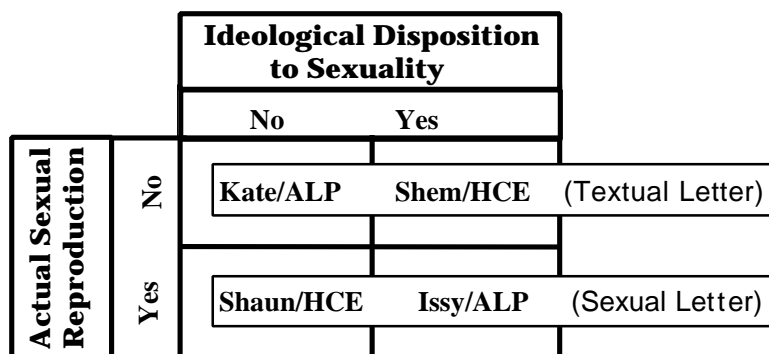 Ideological Disposition
to Sexuality
No Yes
Actual Sexual
Reproduction
No
Kate/ALP Shem/HCE (Textual Letter)
Yes
Shaun/HCE Issy/ALP (Sexual Letter)